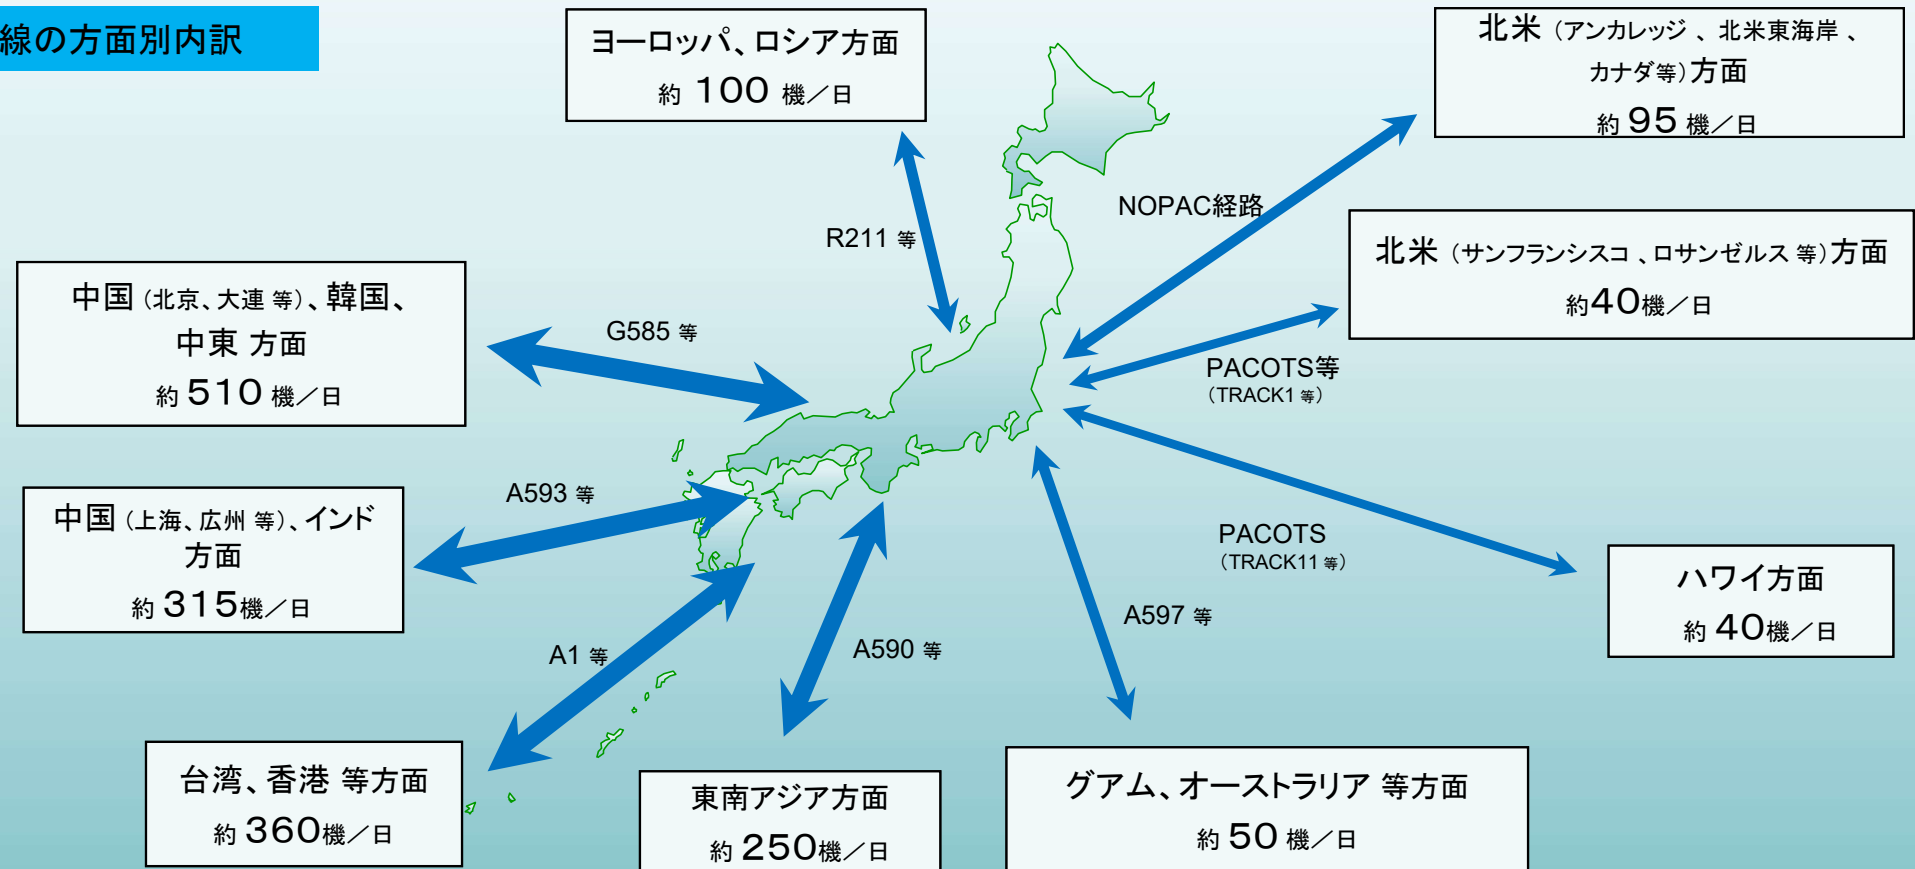 線の方面別内訳
ヨーロッパ、ロシア方面
約 100 機／日
北米 (アンカレッジ 、北米東海岸 、
カナダ等)方面
約 95 機／日
NOPAC経路
R211 等
北米 (サンフランシスコ 、ロサンゼルス 等)方面
約40機／日
中国 (北京、大連 等)、韓国、
中東 方面
約 510 機／日
G585 等
PACOTS等
(TRACK1 等)
A593 等
中国 (上海、広州 等)、インド
方面
約 315機／日
PACOTS
(TRACK11 等)
ハワイ方面
約 40機／日
A597 等
A1 等
A590 等
台湾、香港 等方面
約 360機／日
東南アジア方面
約 250機／日
グアム、オーストラリア 等方面
約 50 機／日